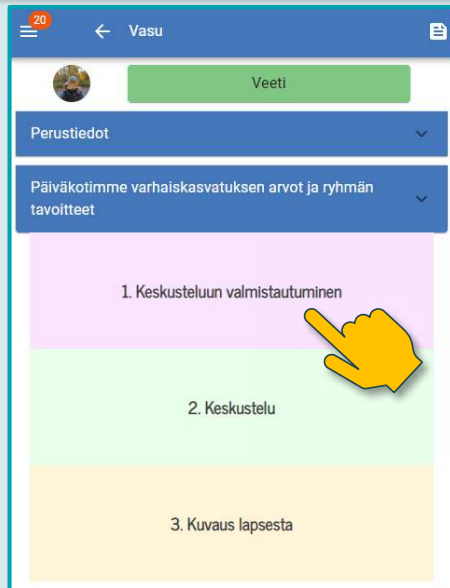 20
Vasu
Veeti
Perustiedot
Päiväkotimme varhaiskasvatuksen arvot ja ryhmän
tavoitteet
1. Keskusteluun valmistautuminen
2. Keskustelu
3. Kuvaus lapsesta